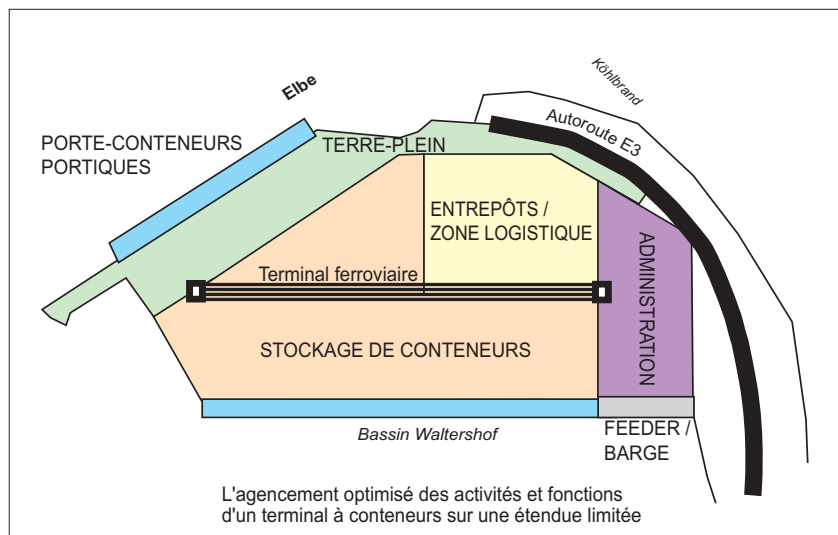 Elbe
Köhlbrand
Autoroute E3
PORTE-CONTENEURS
PORTIQUES
TERRE-PLEIN
ENTREPÔTS /
ZONE LOGISTIQUE
ADMINISTRATION
Terminal ferroviaire
STOCKAGE DE CONTENEURS
Bassin Waltershof
FEEDER /
BARGE
L'agencement optimisé des activités et fonctions
d'un terminal à conteneurs sur une étendue limitée